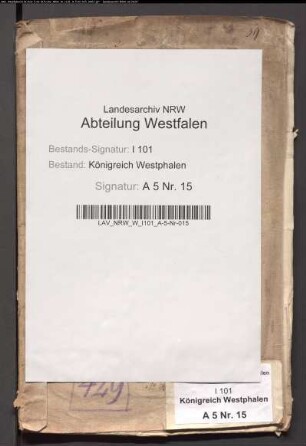 Landesarchiv NRW
Abteilung Westfalen
Bestands-Signatur: I 101
Bestand: Königreich Westphalen
Signatur: A 5 Nr. 15
LAV_NRW_W_I101_A-5-Nr-015
I 101
Königreich Westphalen
A 5 Nr. 15